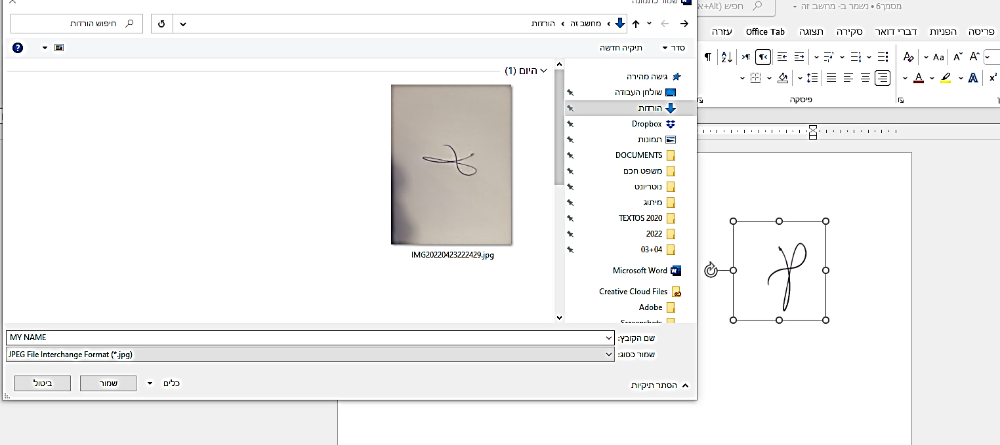 שמור כתמונה
מסמך6 • נשמר ב- מחשב זה
חפש (Alt+א
פריסה
הפניות
דברי דואר
סקירה
תצוגה
Office Tab
עזרה
פיסקה
מחשב זה
הורדות
חיפוש הורדות
סדר
תיקיה חדשה
גישה מהירה
שולחן העבודה
הורדות
Dropbox
תמונות
DOCUMENTS
משפט חכם
נוטריונט
מיתוג
TEXTOS 2020
2022
03+04
Microsoft Word
Creative Cloud Files
Adobe
Screenshots
היום (1)
IMG20220423222429.jpg
שם הקובץ:
MY NAME
שמור כסוג:
JPEG File Interchange Format (*.jpg)
הסתר תיקיות
כלים
שמור
ביטול